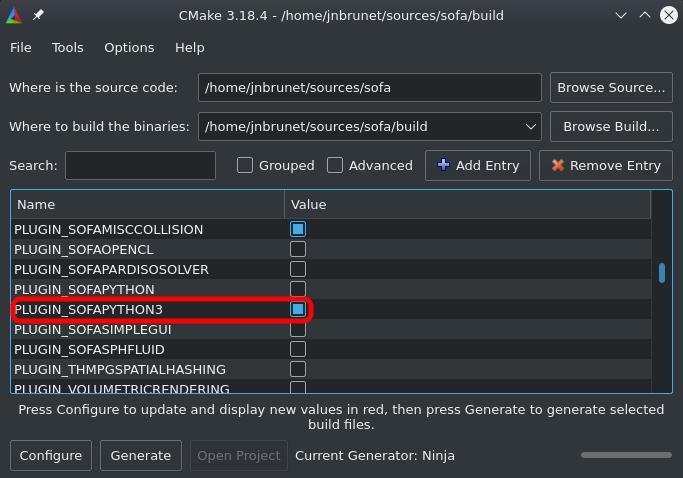 CMake 3.18.4 - /home/jnbrunet/sources/sofa/build
File Tools Options Help
Where is the source code: /home/jnbrunet/sources/sofa Browse Source...
Where to build the binaries: /home/jnbrunet/sources/sofa/build Browse Build...
Search: Grouped Advanced Add Entry Remove Entry
Name Value
PLUGIN_SOFAMISCCOLLISION
PLUGIN_SOFAOPENCL
PLUGIN_SOFAPARDISOSOLVER
PLUGIN_SOFAPYTHON
PLUGIN_SOFAPYTHON3
PLUGIN_SOFASIMPLEGUI
PLUGIN_SOFASPHFLUID
PLUGIN_THMPGSPATIALHASHING
PLUGIN_VOLUMETRICRENDERING
Press Configure to update and display new values in red, then press Generate to generate selected
build files.
Configure Generate Open Project Current Generator: Ninja